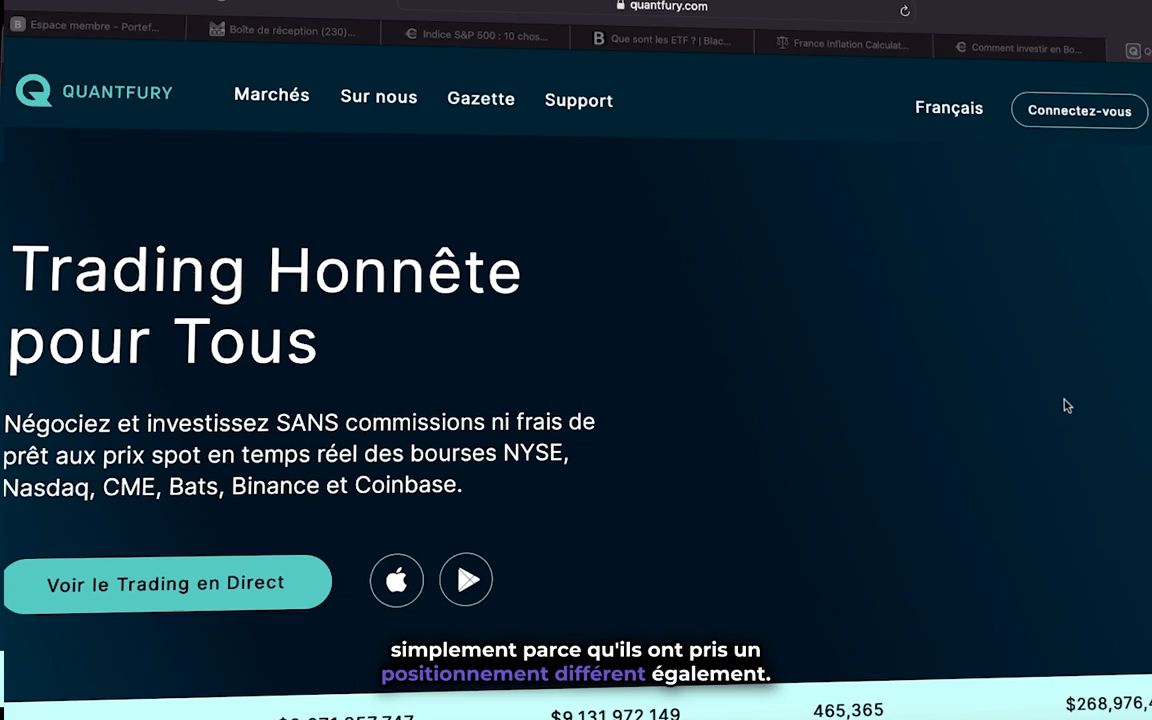 quantfury.com
Espace membre - Portef...
Boîte de réception (230)...
Indice S&P 500 : 10 chos...
Que sont les ETF ? | Blac...
France Inflation Calculat...
Comment investir en Bo...
QUANTFURY
Marchés
Sur nous
Gazette
Support
Français
Connectez-vous
Trading Honnête
pour Tous
Négociez et investissez SANS commissions ni frais de
prêt aux prix spot en temps réel des bourses NYSE,
Nasdaq, CME, Bats, Binance et Coinbase.
Voir le Trading en Direct
simplement parce qu'ils ont pris un
positionnement différent également.
$9,131,972,149
465,365
$268,976,4